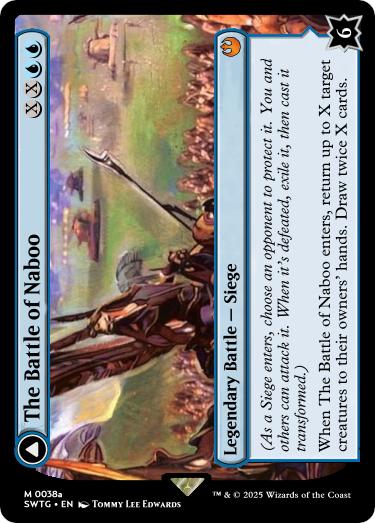 The Battle of Naboo
X X
Legendary Battle – Siege
6
(As a Siege enters, choose an opponent to protect it. You and
others can attack it. When it's defeated, exile it, then cast it
transformed.)
When The Battle of Naboo enters, return up to X target
creatures to their owners' hands. Draw twice X cards.
M 0038a
SWTG • EN Tommy Lee Edwards
™ & © 2025 Wizards of the Coast